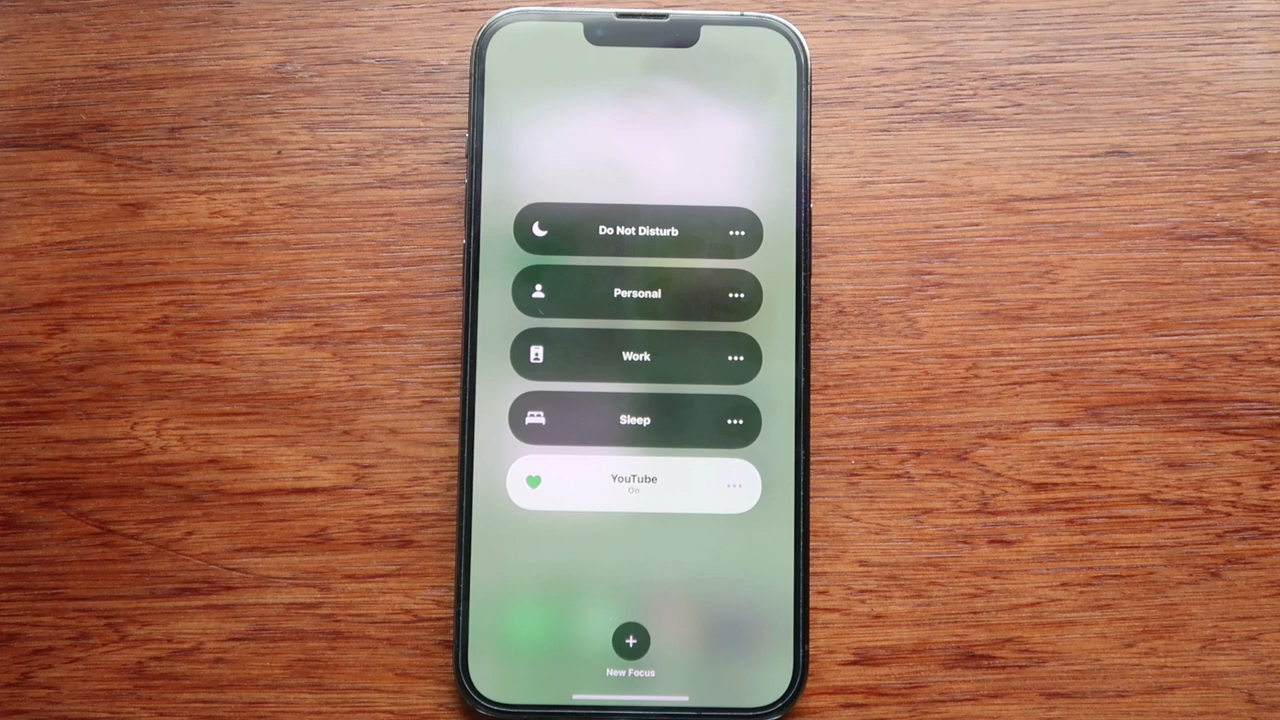 Do Not Disturb
Personal
Work
Sleep
YouTube
On
New Focus